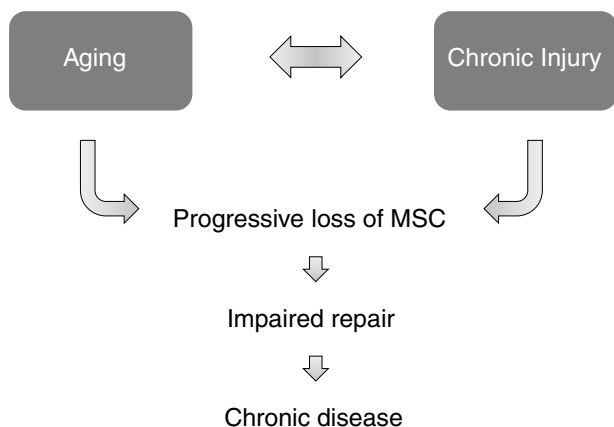 Aging
Chronic Injury
Progressive loss of MSC
Impaired repair
Chronic disease